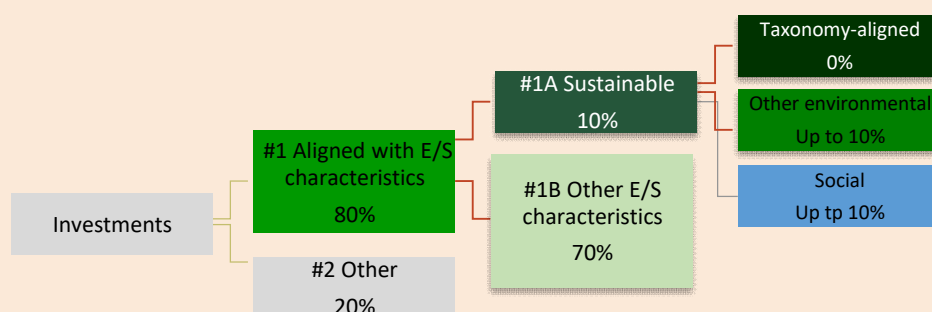 Investments
#1 Aligned with E/S
characteristics
80%
#2 Other
20%
#1A Sustainable
10%
#1B Other E/S
characteristics
70%
Taxonomy-aligned
0%
Other environmental
Up to 10%
Social
Up tp 10%